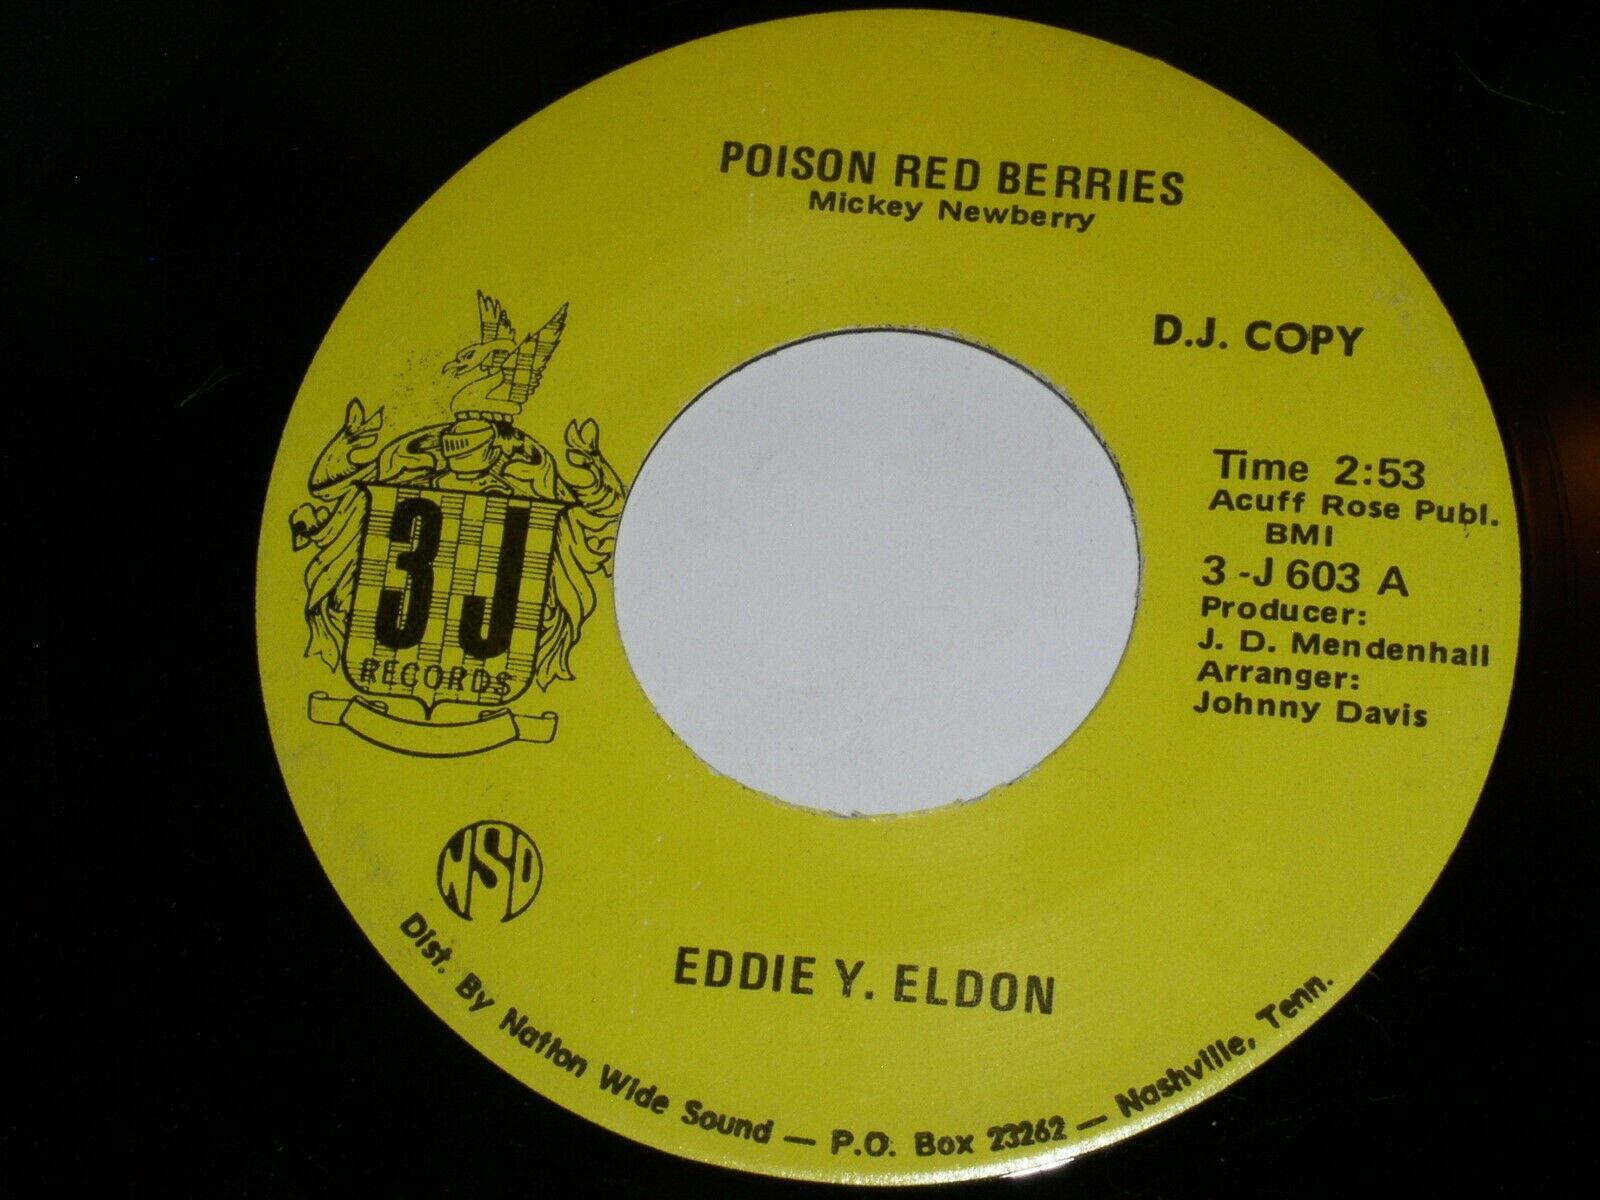 POISON RED BERRIES
Mickey Newberry
D.J. COPY
Time 2:53
Acuff Rose Publ.
BMI
3 -J 603 A
Producer:
J. D. Mendenhall
Arranger:
Johnny Davis
3J
RECORDS
NSD
EDDIE Y. ELDON
Dist. By Nation Wide Sound — P.O. Box 23262 — Nashville, Tenn.